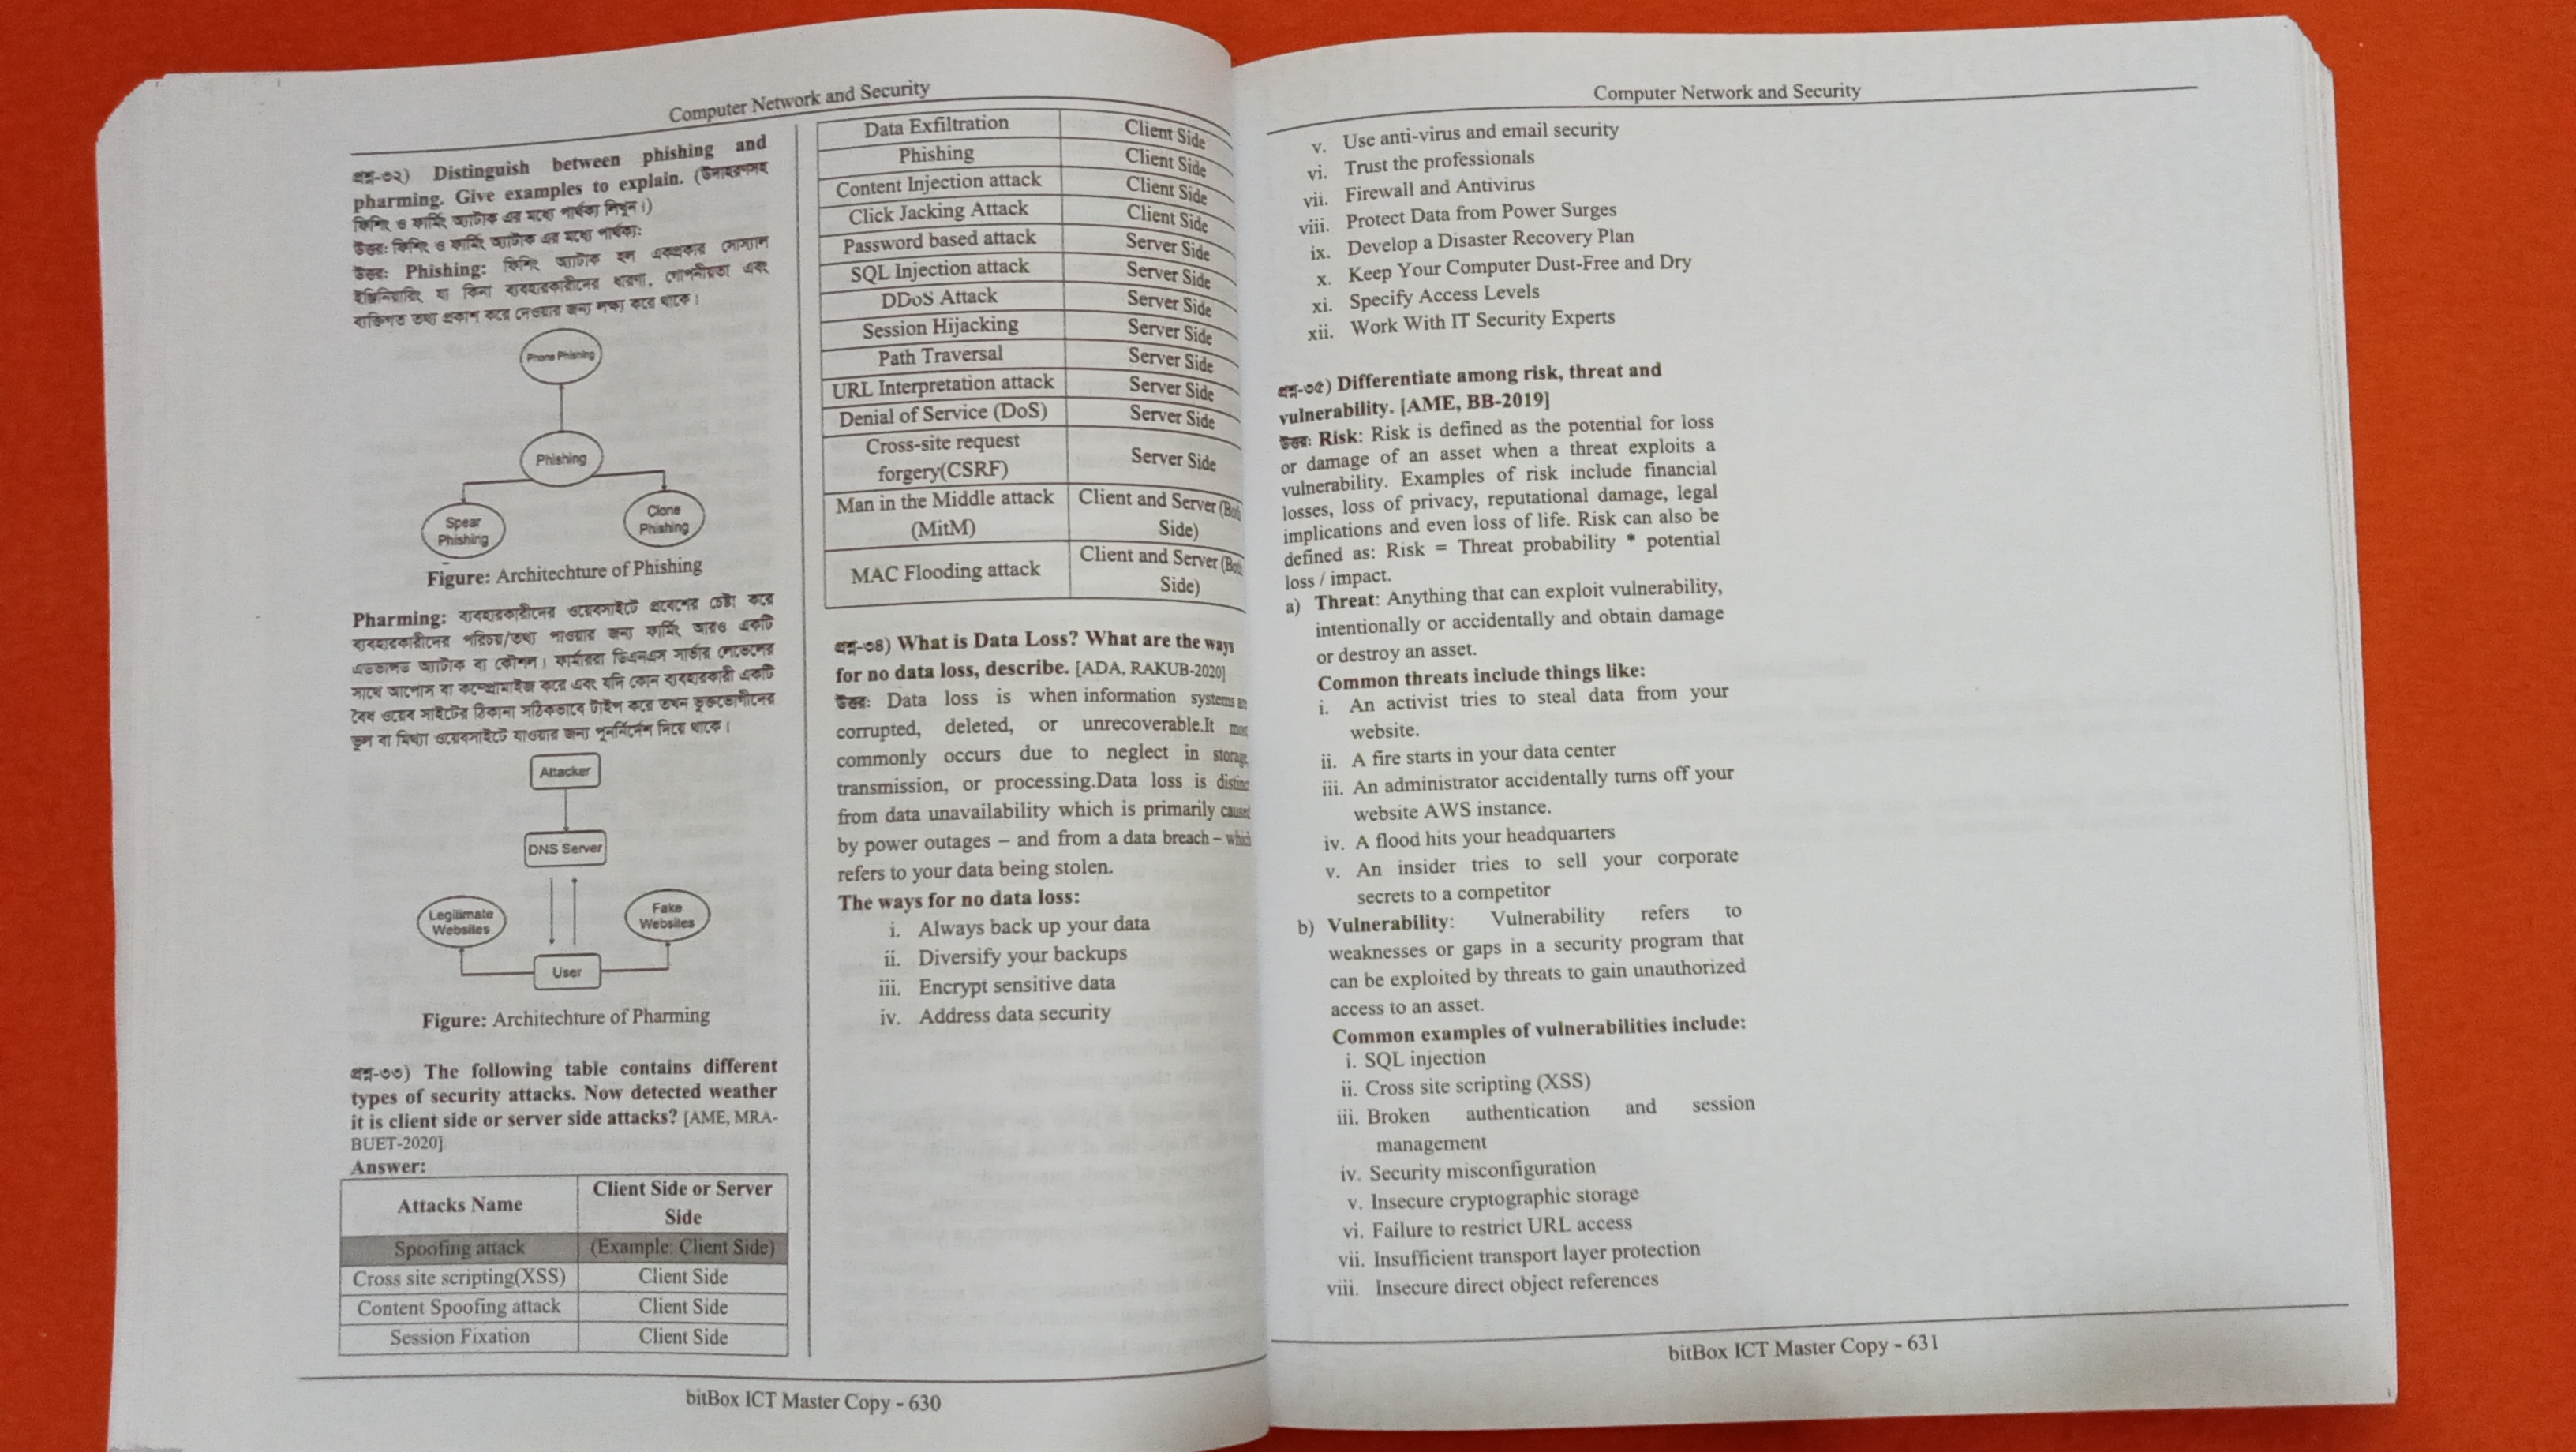 Computer Network and Security
প্রশ্ন-৩২) Distinguish between phishing and
pharming. Give examples to explain. (উদাহরণসহ
ফিশিং ও ফার্মিং অ্যাটাক এর মধ্যে পার্থক্য লিখুন।)
উত্তর: ফিশিং ও ফার্মিং অ্যাটাক এর মধ্যে পার্থক্য:
উত্তর: Phishing: ফিশিং অ্যাটাক হল একপ্রকার সোস্যাল
ইঞ্জিনিয়ারিং যা কিনা ব্যবহারকারীদের ধারণা, গোপনীয়তা এবং
ব্যক্তিগত তথ্য প্রকাশ করে দেওয়ার জন্য লক্ষ্য করে থাকে।
Phone Phishing
Phishing
Spear
Phishing
Clone
Phishing
Figure: Architechture of Phishing
Pharming: ব্যবহারকারীদের ওয়েবসাইটে প্রবেশের চেষ্টা করে
ব্যবহারকারীদের পরিচয়/তথ্য পাওয়ার জন্য ফার্মিং আরও একটি
এডভান্সড অ্যাটাক বা কৌশল। ফার্মাররা ডিএনএস সার্ভার লেভেলের
সাথে আপোস বা কম্প্রোমাইজ করে এবং যদি কোন ব্যবহারকারী একটি
বৈধ ওয়েব সাইটের ঠিকানা সঠিকভাবে টাইপ করে তখন ভুক্তভোগীদের
ভুল বা মিথ্যা ওয়েবসাইটে যাওয়ার জন্য পুনর্নির্দেশ দিয়ে থাকে।
Attacker
DNS Server
Legilimate
Websiles
Fake
Websites
User
Figure: Architechture of Pharming
প্রশ্ন-৩৩) The following table contains different
types of security attacks. Now detected weather
it is client side or server side attacks? [AME, MRA-
BUET-2020]
Answer:
Attacks Name Client Side or Server Side
Spoofing attack (Example: Client Side)
Cross site scripting(XSS) Client Side
Content Spoofing attack Client Side
Session Fixation Client Side
Data Exfiltration Client Side
Phishing Client Side
Content Injection attack Client Side
Click Jacking Attack Client Side
Password based attack Server Side
SQL Injection attack Server Side
DDoS Attack Server Side
Session Hijacking Server Side
Path Traversal Server Side
URL Interpretation attack Server Side
Denial of Service (DoS) Server Side
Cross-site request
forgery(CSRF) Server Side
Man in the Middle attack Client and Server (Both
(MitM) Side)
MAC Flooding attack Client and Server (Both
Side)
প্রশ্ন-৩৪) What is Data Loss? What are the ways
for no data loss, describe. [ADA, RAKUB-2020]
উত্তর: Data loss is when information systems
corrupted, deleted, or unrecoverable.It
commonly occurs due to neglect in storage,
transmission, or processing.Data loss is
from data unavailability which is primarily caused
by power outages – and from a data breach – which
refers to your data being stolen.
The ways for no data loss:
i. Always back up your data
ii. Diversify your backups
iii. Encrypt sensitive data
iv. Address data security
bitBox ICT Master Copy - 630
Computer Network and Security
v. Use anti-virus and email security
vi. Trust the professionals
vii. Firewall and Antivirus
viii. Protect Data from Power Surges
ix. Develop a Disaster Recovery Plan
x. Keep Your Computer Dust-Free and Dry
xi. Specify Access Levels
xii. Work With IT Security Experts
প্রশ্ন-৩৫) Differentiate among risk, threat and
vulnerability. [AME, BB-2019]
উত্তর: Risk: Risk is defined as the potential for loss
or damage of an asset when a threat exploits a
vulnerability. Examples of risk include financial
losses, loss of privacy, reputational damage, legal
implications and even loss of life. Risk can also be
defined as: Risk = Threat probability * potential
loss / impact.
a) Threat: Anything that can exploit vulnerability,
intentionally or accidentally and obtain damage
or destroy an asset.
Common threats include things like:
i. An activist tries to steal data from your
website.
ii. A fire starts in your data center
iii. An administrator accidentally turns off your
website AWS instance.
iv. A flood hits your headquarters
v. An insider tries to sell your corporate
secrets to a competitor
b) Vulnerability: Vulnerability refers to
weaknesses or gaps in a security program that
can be exploited by threats to gain unauthorized
access to an asset.
Common examples of vulnerabilities include:
i. SQL injection
ii. Cross site scripting (XSS)
iii. Broken authentication and session
management
iv. Security misconfiguration
v. Insecure cryptographic storage
vi. Failure to restrict URL access
vii. Insufficient transport layer protection
viii. Insecure direct object references
bitBox ICT Master Copy - 631